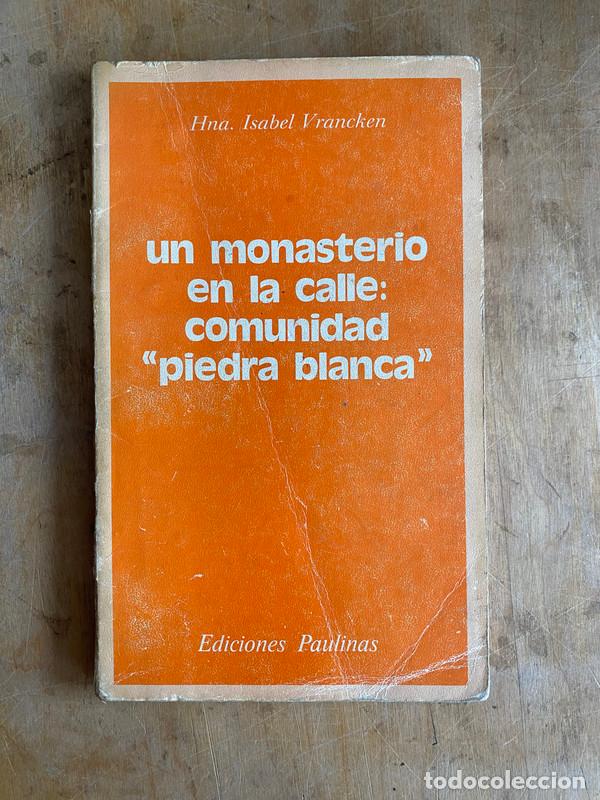 Hna. Isabel Vrancken
un monasterio
en la calle:
comunidad
«piedra blanca»
Ediciones Paulinas
todocoleccion